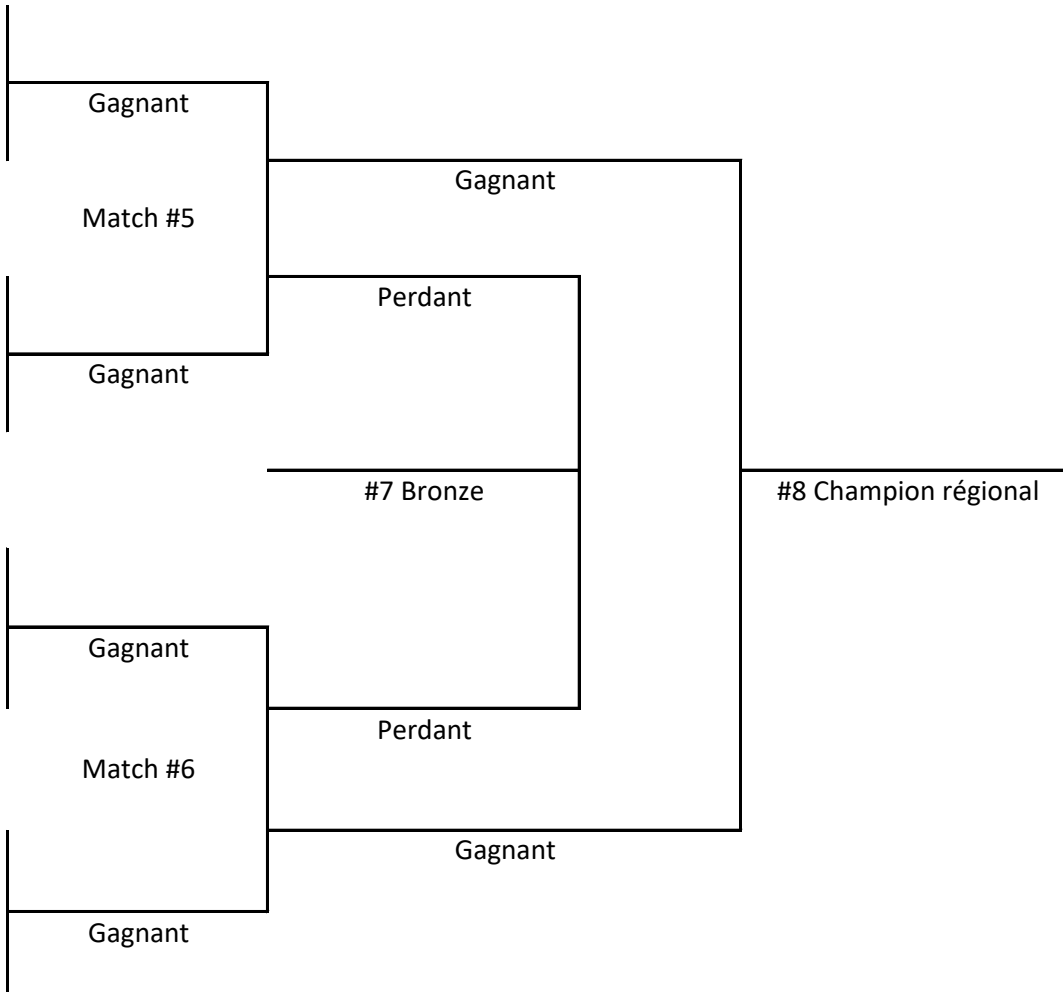 Gagnant
Gagnant
Match #5
Perdant
Gagnant
#7 Bronze
#8 Champion régional
Gagnant
Perdant
Match #6
Gagnant
Gagnant